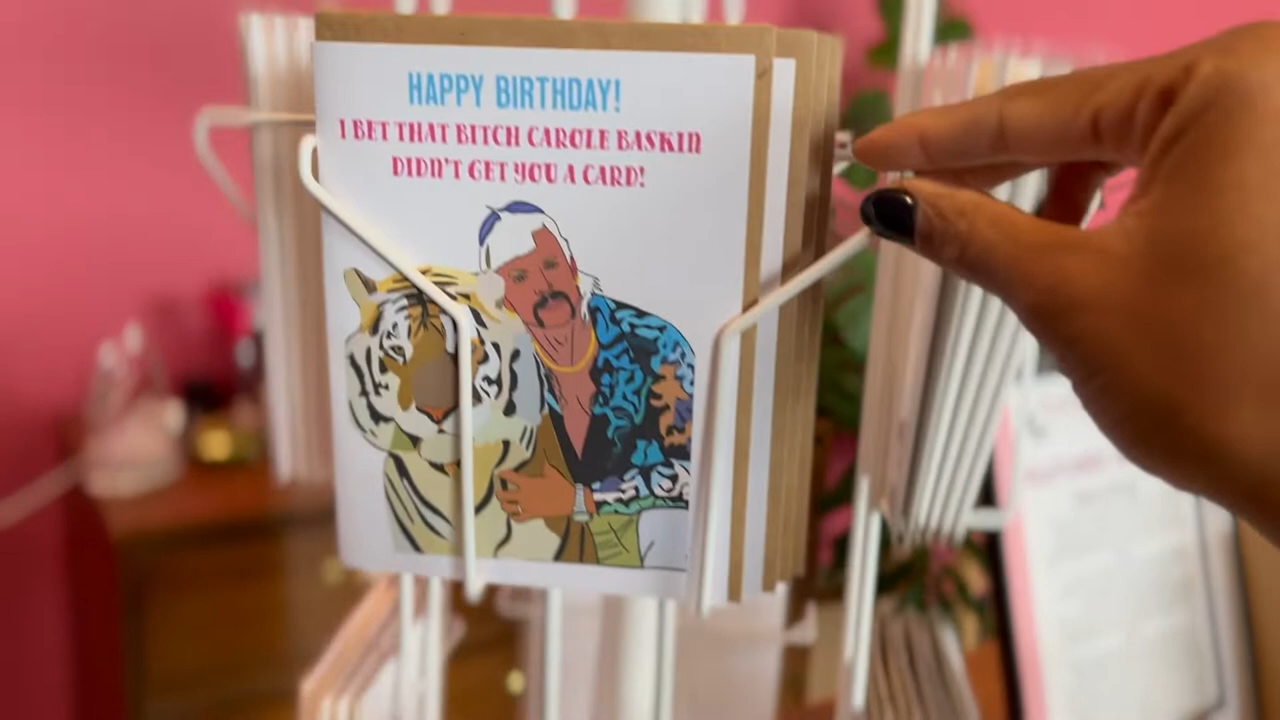 HAPPY BIRTHDAY!
I BET THAT BITCH CAROLE BASKIN
DIDN'T GET YOU A CARD!